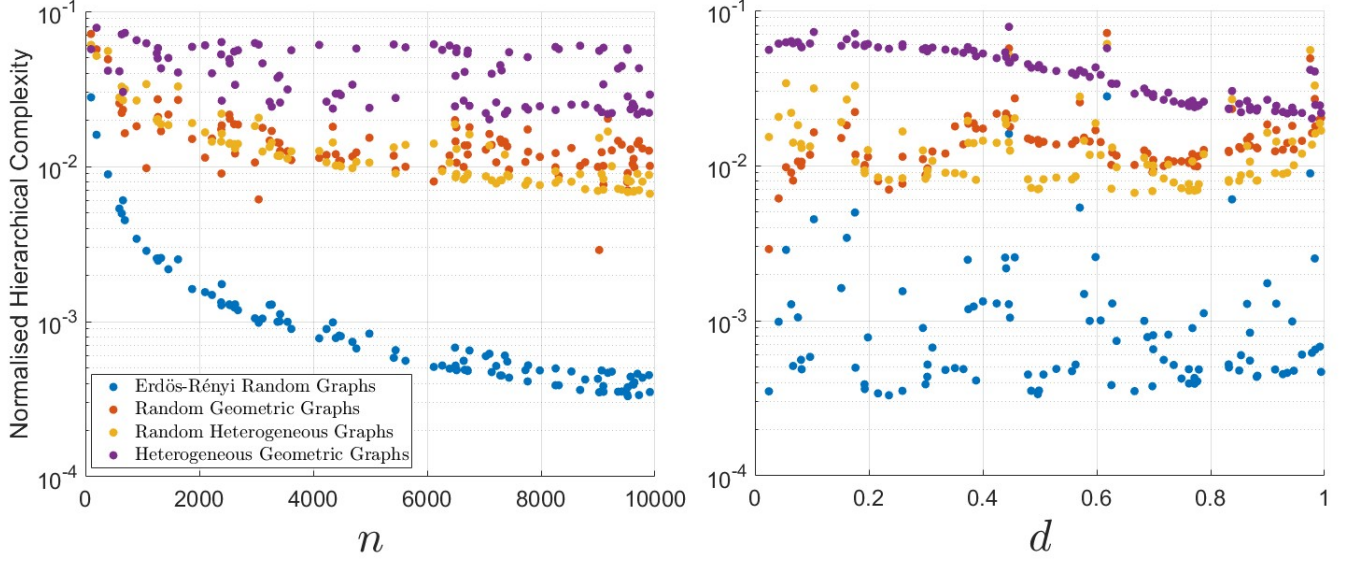 Normalised Hierarchical Complexity
10^-1
10^-2
10^-3
10^-4
Erdös-Rényi Random Graphs
Random Geometric Graphs
Random Heterogeneous Graphs
Heterogeneous Geometric Graphs
0 2000 4000 6000 8000 10000
n
10^-1
10^-2
10^-3
10^-4
0 0.2 0.4 0.6 0.8 1
d